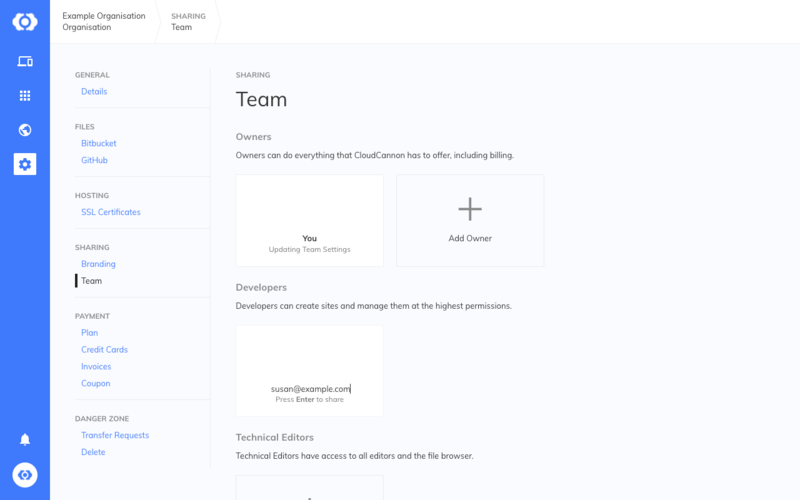 Example Organisation
Organisation
SHARING
Team
GENERAL
Details
FILES
Bitbucket
GitHub
HOSTING
SSL Certificates
SHARING
Branding
Team
PAYMENT
Plan
Credit Cards
Invoices
Coupon
DANGER ZONE
Transfer Requests
Delete
SHARING
Team
Owners
Owners can do everything that CloudCannon has to offer, including billing.
You
Updating Team Settings
Add Owner
Developers
Developers can create sites and manage them at the highest permissions.
susan@example.com
Press Enter to share
Technical Editors
Technical Editors have access to all editors and the file browser.